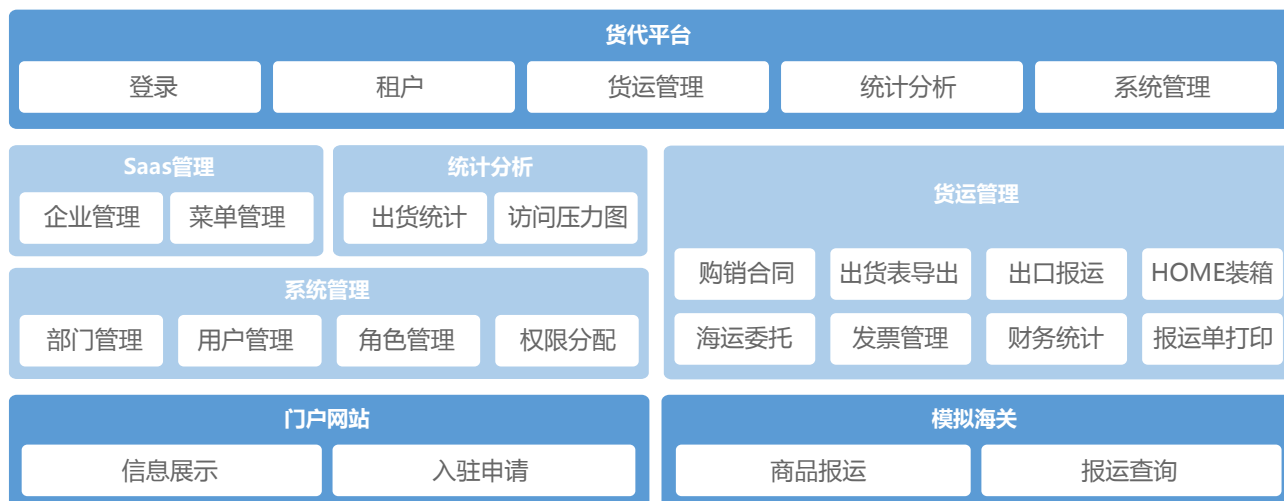 货代平台
登录 租户 货运管理 统计分析 系统管理
Saas管理
企业管理 菜单管理
统计分析
出货统计 访问压力图
系统管理
部门管理 用户管理 角色管理 权限分配
货运管理
购销合同 出货表导出 出口报运 HOME装箱
海运委托 发票管理 财务统计 报运单打印
门户网站
信息展示 入驻申请
模拟海关
商品报运 报运查询